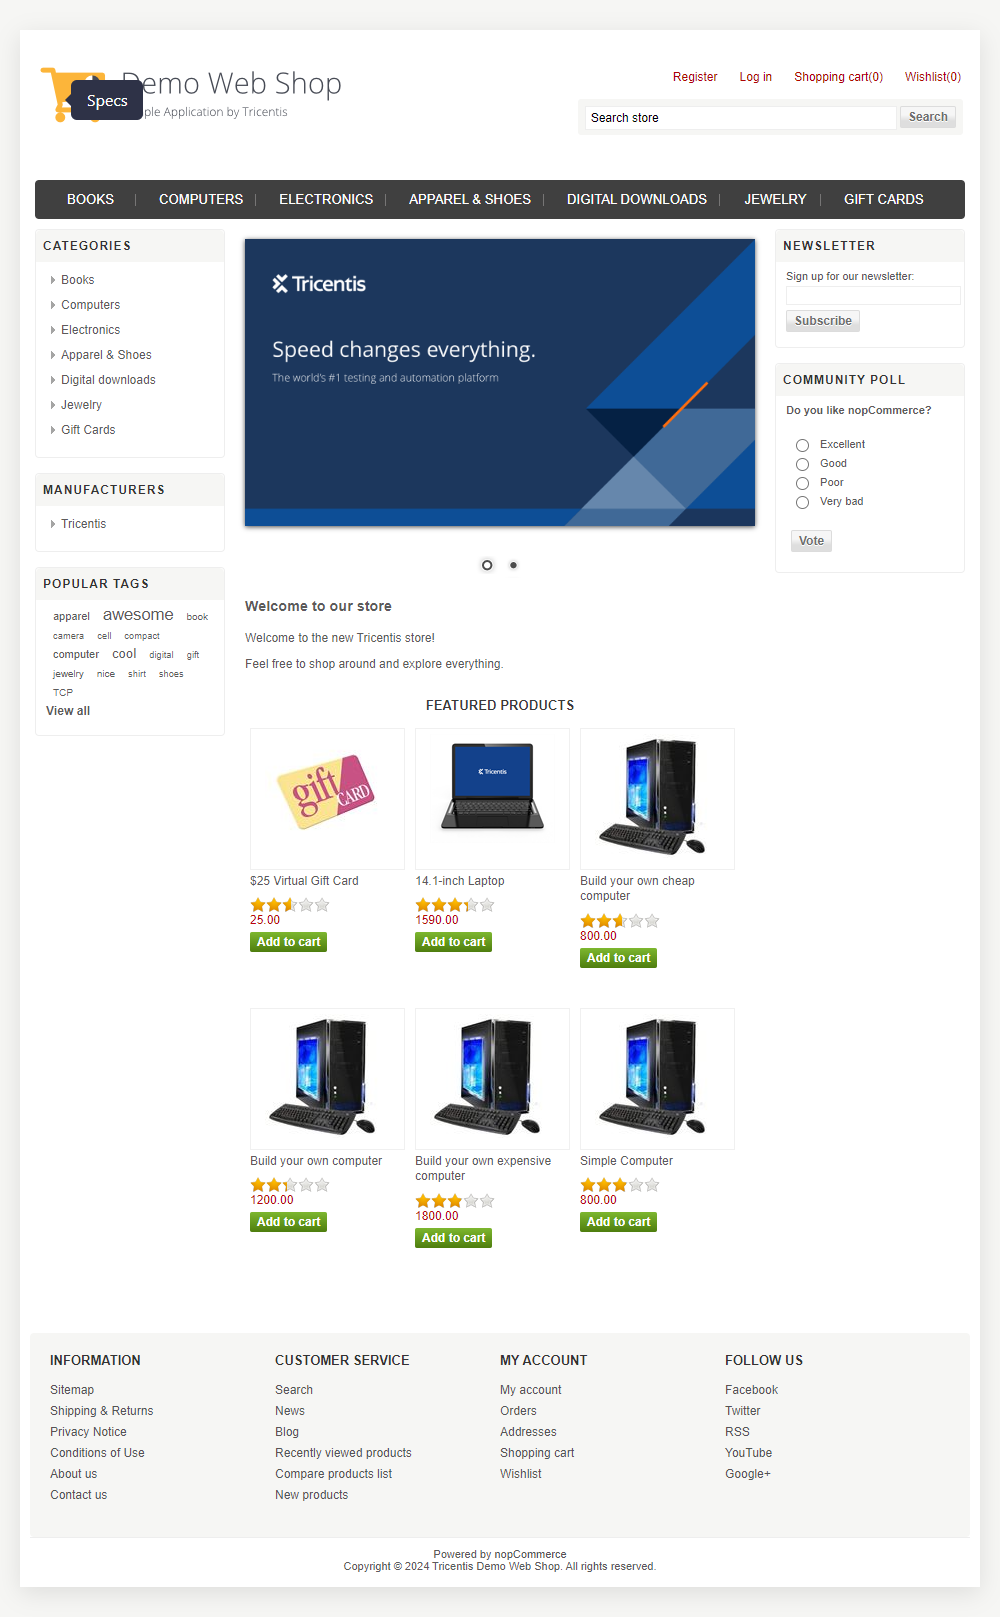 Demo Web Shop
Specs
ple Application by Tricentis
Register Log in Shopping cart(0) Wishlist(0)
Search store Search
BOOKS COMPUTERS ELECTRONICS APPAREL & SHOES DIGITAL DOWNLOADS JEWELRY GIFT CARDS
CATEGORIES
Books
Computers
Electronics
Apparel & Shoes
Digital downloads
Jewelry
Gift Cards
MANUFACTURERS
Tricentis
POPULAR TAGS
apparel awesome book
camera cell compact
computer cool digital gift
jewelry nice shirt shoes
TCP
View all
Tricentis
Speed changes everything.
The world's #1 testing and automation platform
NEWSLETTER
Sign up for our newsletter:
Subscribe
COMMUNITY POLL
Do you like nopCommerce?
Excellent
Good
Poor
Very bad
Vote
Welcome to our store
Welcome to the new Tricentis store!
Feel free to shop around and explore everything.
FEATURED PRODUCTS
gift CARD
Tricentis
$25 Virtual Gift Card
25.00
Add to cart
14.1-inch Laptop
1590.00
Add to cart
Build your own cheap
computer
800.00
Add to cart
Build your own computer
1200.00
Add to cart
Build your own expensive
computer
1800.00
Add to cart
Simple Computer
800.00
Add to cart
INFORMATION
Sitemap
Shipping & Returns
Privacy Notice
Conditions of Use
About us
Contact us
CUSTOMER SERVICE
Search
News
Blog
Recently viewed products
Compare products list
New products
MY ACCOUNT
My account
Orders
Addresses
Shopping cart
Wishlist
FOLLOW US
Facebook
Twitter
RSS
YouTube
Google+
Powered by nopCommerce
Copyright © 2024 Tricentis Demo Web Shop. All rights reserved.